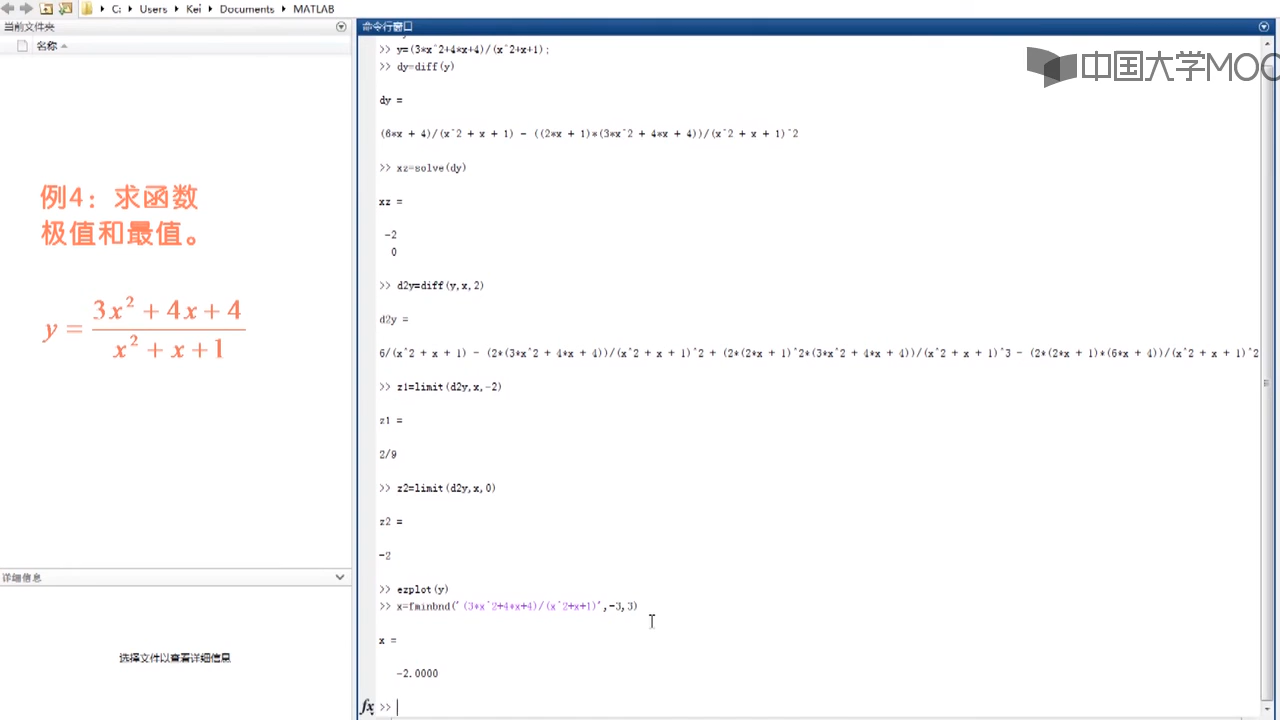 C: Users Kei Documents MATLAB
当前文件夹
名称
例4：求函数
极值和最值。
y = \frac{3x^2+4x+4}{x^2+x+1}
详细信息
选择文件以查看详细信息
命令行窗口
中国大学MOO
>> y=(3*x^2+4*x+4)/(x^2+x+1);
>> dy=diff(y)
dy =
(6*x + 4)/(x^2 + x + 1) - ((2*x + 1)*(3*x^2 + 4*x + 4))/(x^2 + x + 1)^2
>> xz=solve(dy)
xz =
-2
0
>> d2y=diff(y,x,2)
d2y =
6/(x^2 + x + 1) - (2*(3*x^2 + 4*x + 4))/(x^2 + x + 1)^2 + (2*(2*x + 1)^2*(3*x^2 + 4*x + 4))/(x^2 + x + 1)^3 - (2*(2*x + 1)*(6*x + 4))/(x^2 + x + 1)^2
>> z1=limit(d2y,x,-2)
z1 =
2/9
>> z2=limit(d2y,x,0)
z2 =
-2
>> ezplot(y)
>> x=fminbnd('(3*x^2+4*x+4)/(x^2+x+1)',-3,3)
x =
-2.0000
fx >>